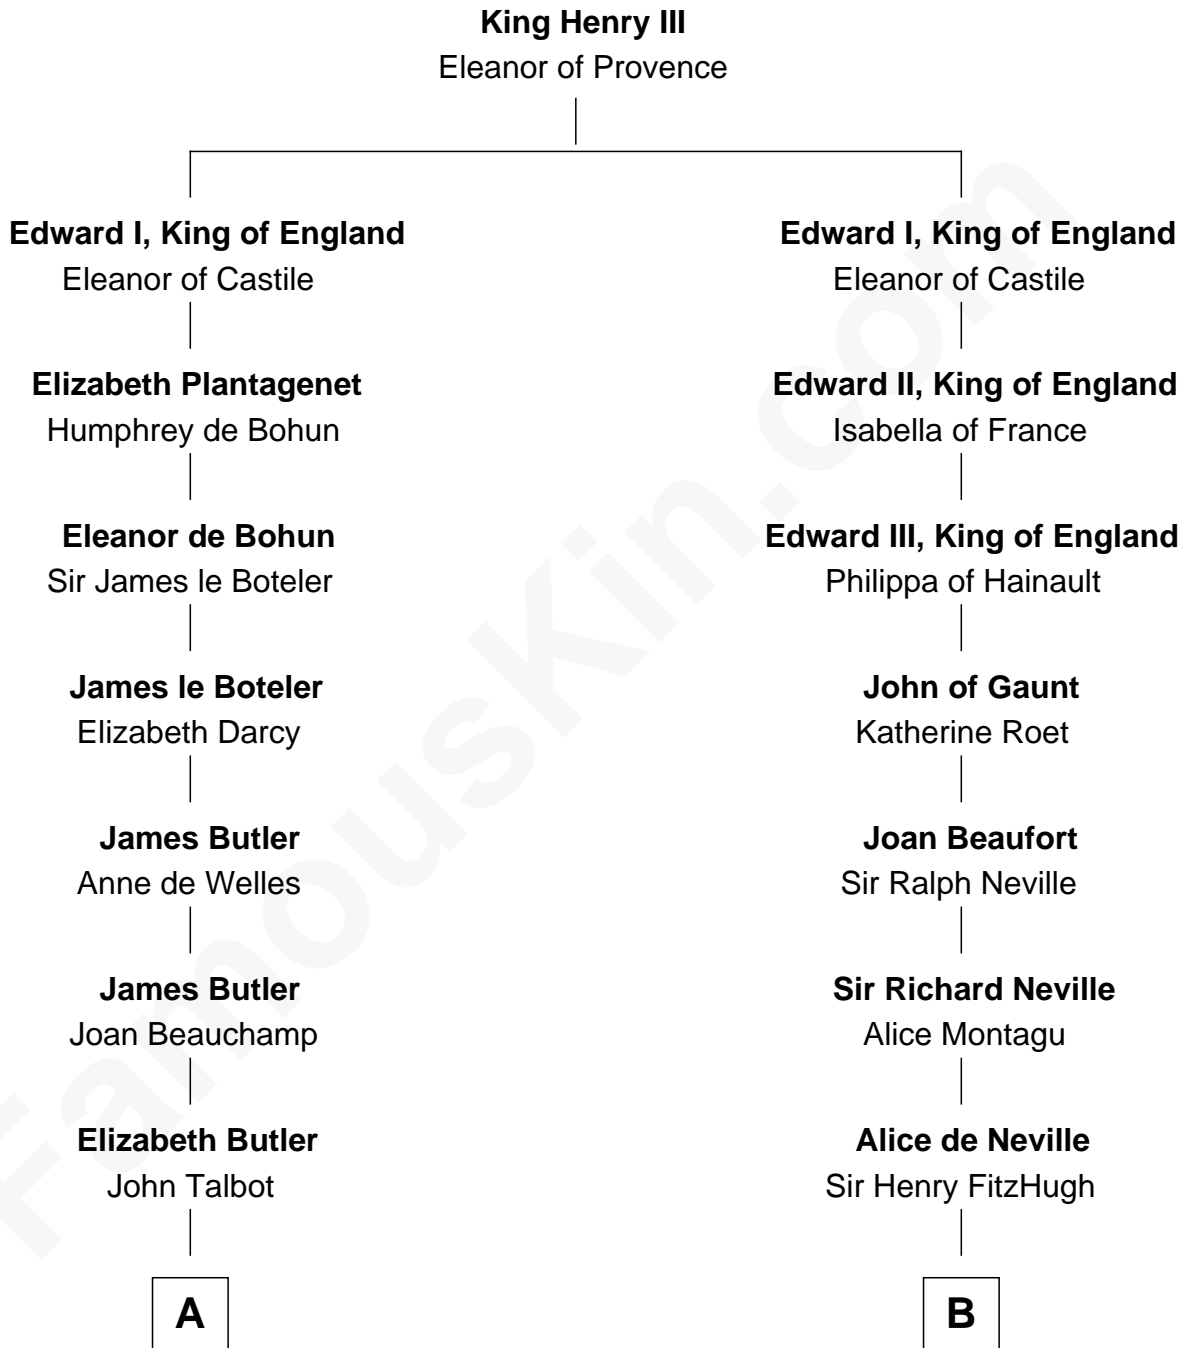 King Henry III
Eleanor of Provence
Edward I, King of England
Eleanor of Castile
Elizabeth Plantagenet
Humphrey de Bohun
Eleanor de Bohun
Sir James le Boteler
James le Boteler
Elizabeth Darcy
James Butler
Anne de Welles
James Butler
Joan Beauchamp
Elizabeth Butler
John Talbot
A
Edward I, King of England
Eleanor of Castile
Edward II, King of England
Isabella of France
Edward III, King of England
Philippa of Hainault
John of Gaunt
Katherine Roet
Joan Beaufort
Sir Ralph Neville
Sir Richard Neville
Alice Montagu
Alice de Neville
Sir Henry FitzHugh
B
FamousKin.com